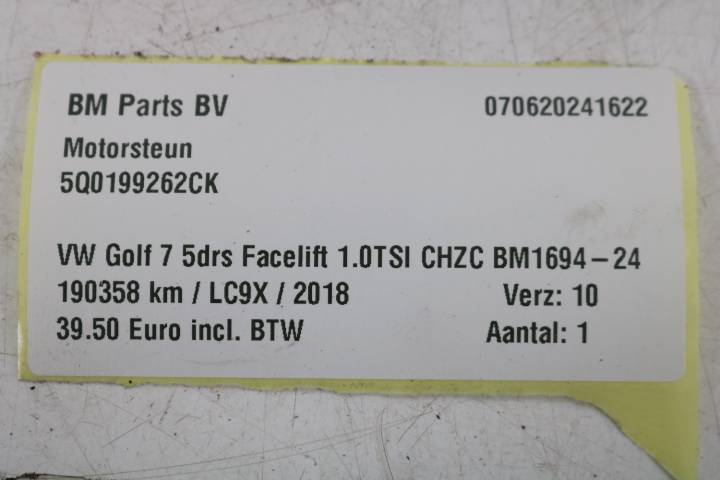 BM Parts BV 070620241622
Motorsteun
5Q0199262CK
VW Golf 7 5drs Facelift 1.0TSI CHZC BM1694-24
190358 km / LC9X / 2018 Verz: 10
39.50 Euro incl. BTW Aantal: 1